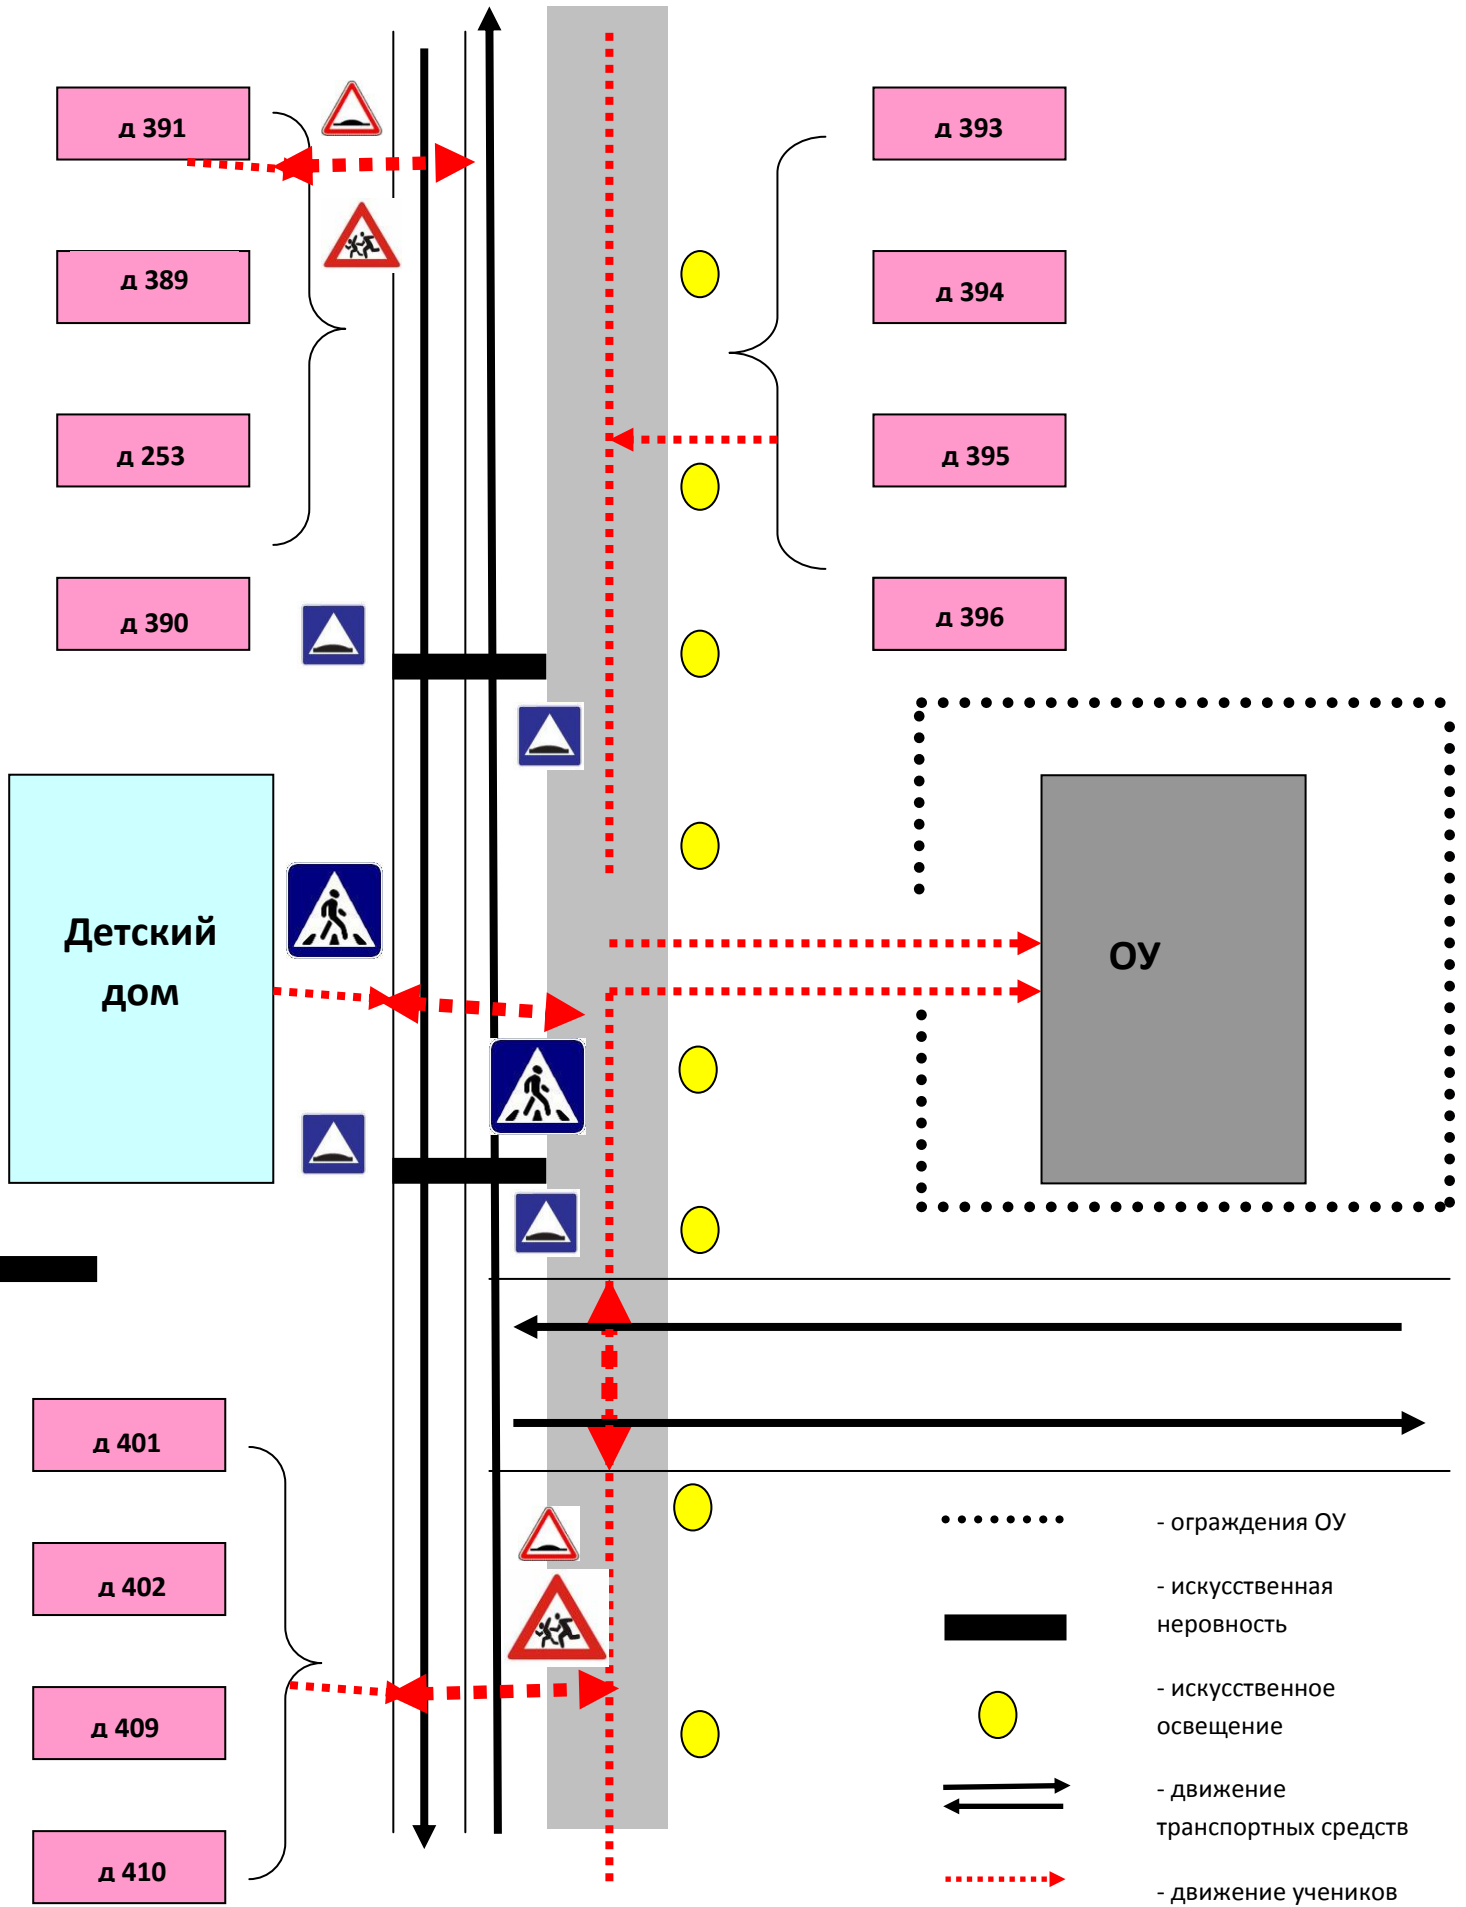 д 391
д 393
д 389
д 394
д 253
д 395
д 390
д 396
Детский
дом
ОУ
д 401
д 402
д 409
д 410
- ограждения ОУ
- искусственная
неровность
- искусственное
освещение
- движение
транспортных средств
- движение учеников